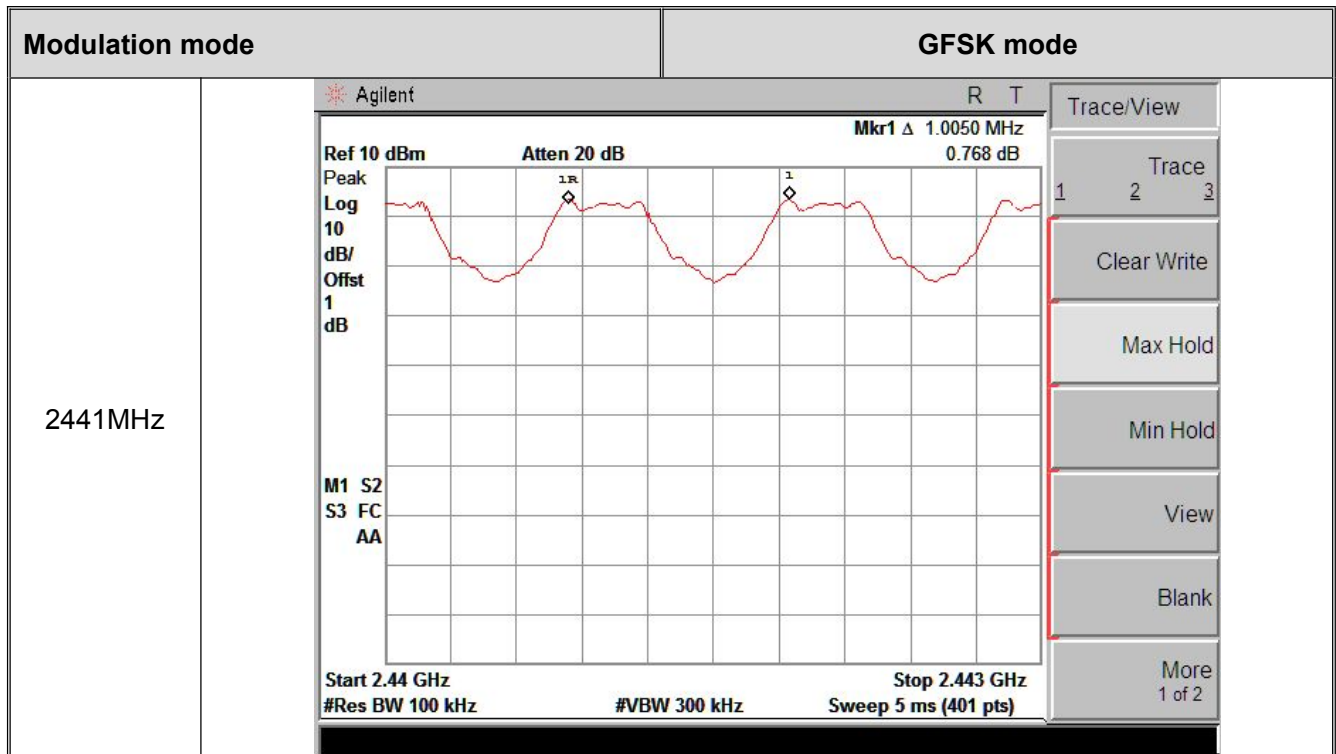 Modulation mode GFSK mode
Agilent R T Trace/View
Mkr1 Δ 1.0050 MHz
Ref 10 dBm Atten 20 dB 0.768 dB
Peak
Log
10
dB/
Offst
1
dB
1R 1
M1 S2
S3 FC
AA
Start 2.44 GHz Stop 2.443 GHz
#Res BW 100 kHz #VBW 300 kHz Sweep 5 ms (401 pts)
Trace
1 2 3
Clear Write
Max Hold
Min Hold
View
Blank
More
1 of 2
2441MHz